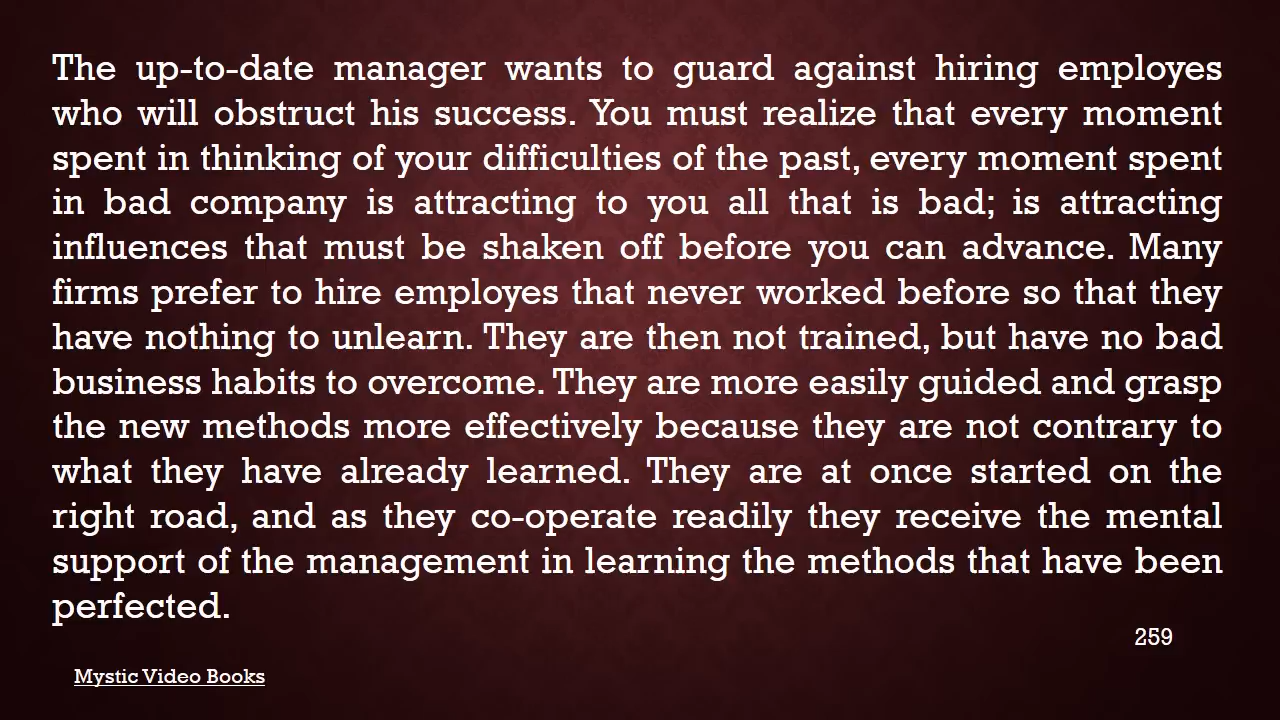 The up-to-date manager wants to guard against hiring employes
who will obstruct his success. You must realize that every moment
spent in thinking of your difficulties of the past, every moment spent
in bad company is attracting to you all that is bad; is attracting
influences that must be shaken off before you can advance. Many
firms prefer to hire employes that never worked before so that they
have nothing to unlearn. They are then not trained, but have no bad
business habits to overcome. They are more easily guided and grasp
the new methods more effectively because they are not contrary to
what they have already learned. They are at once started on the
right road, and as they co-operate readily they receive the mental
support of the management in learning the methods that have been
perfected.
259
Mystic Video Books